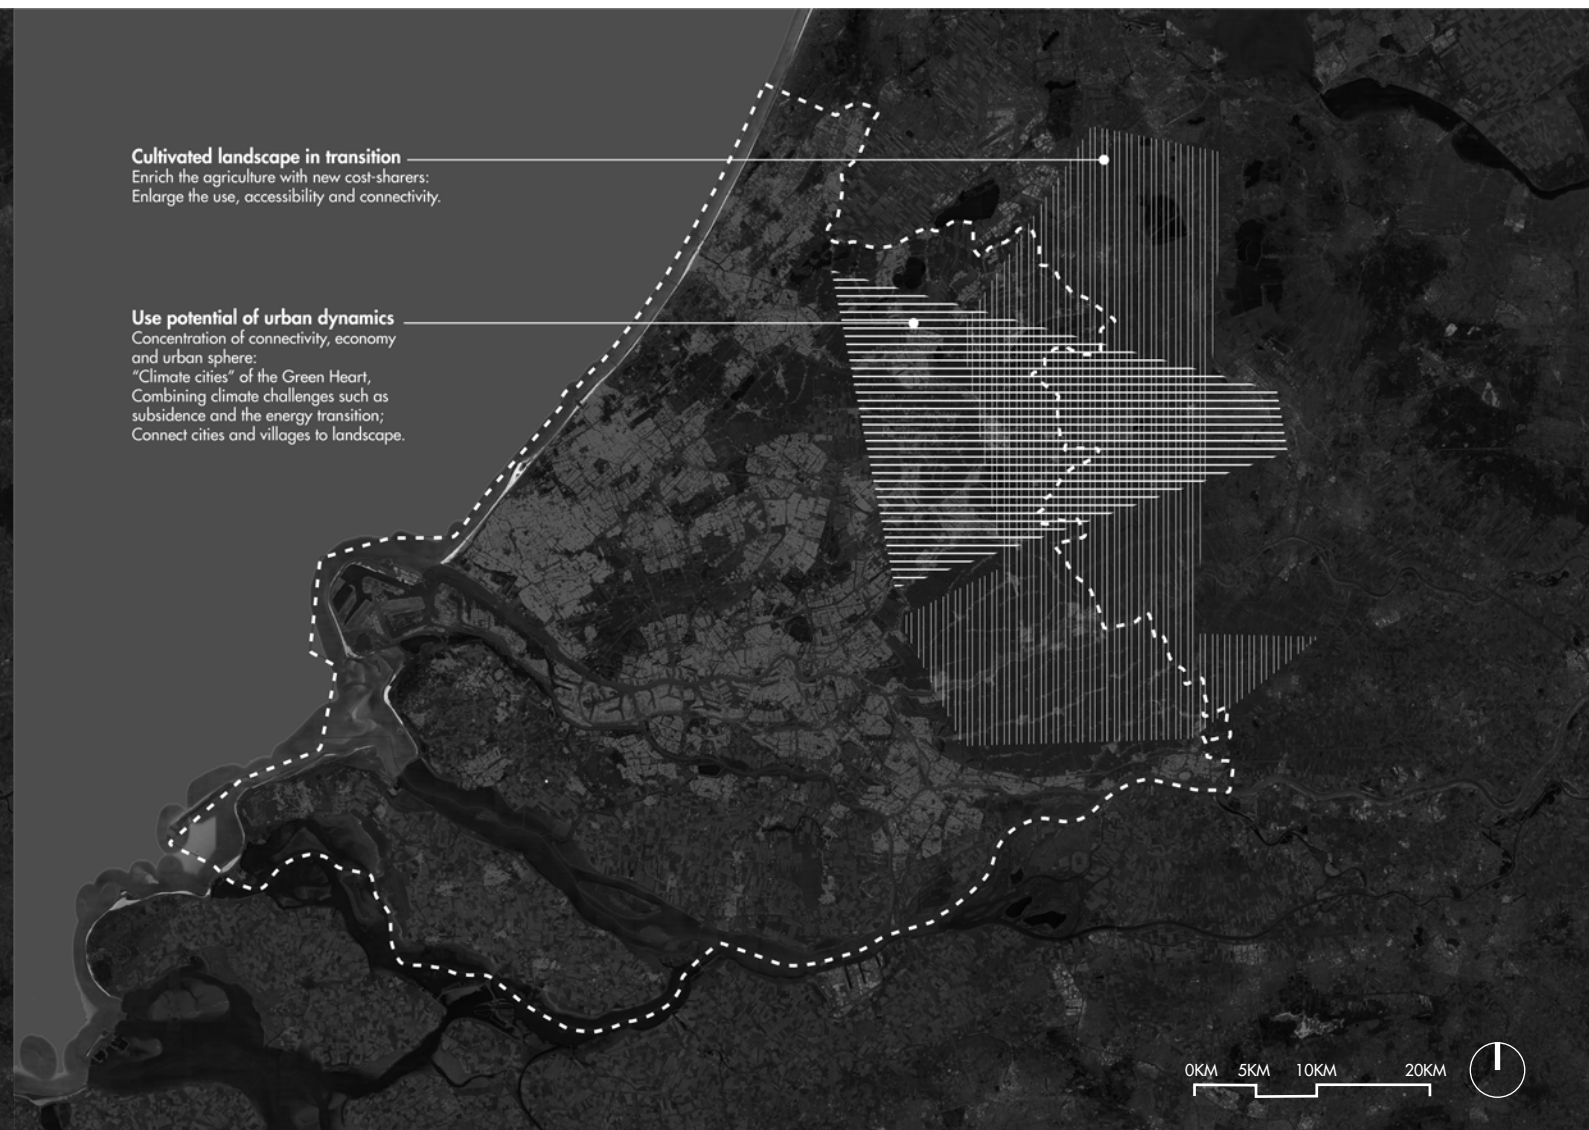 Cultivated landscape in transition
Enrich the agriculture with new cost-sharers:
Enlarge the use, accessibility and connectivity.
Use potential of urban dynamics
Concentration of connectivity, economy
and urban sphere:
“Climate cities” of the Green Heart,
Combining climate challenges such as
subsidence and the energy transition;
Connect cities and villages to landscape.
0KM 5KM 10KM 20KM